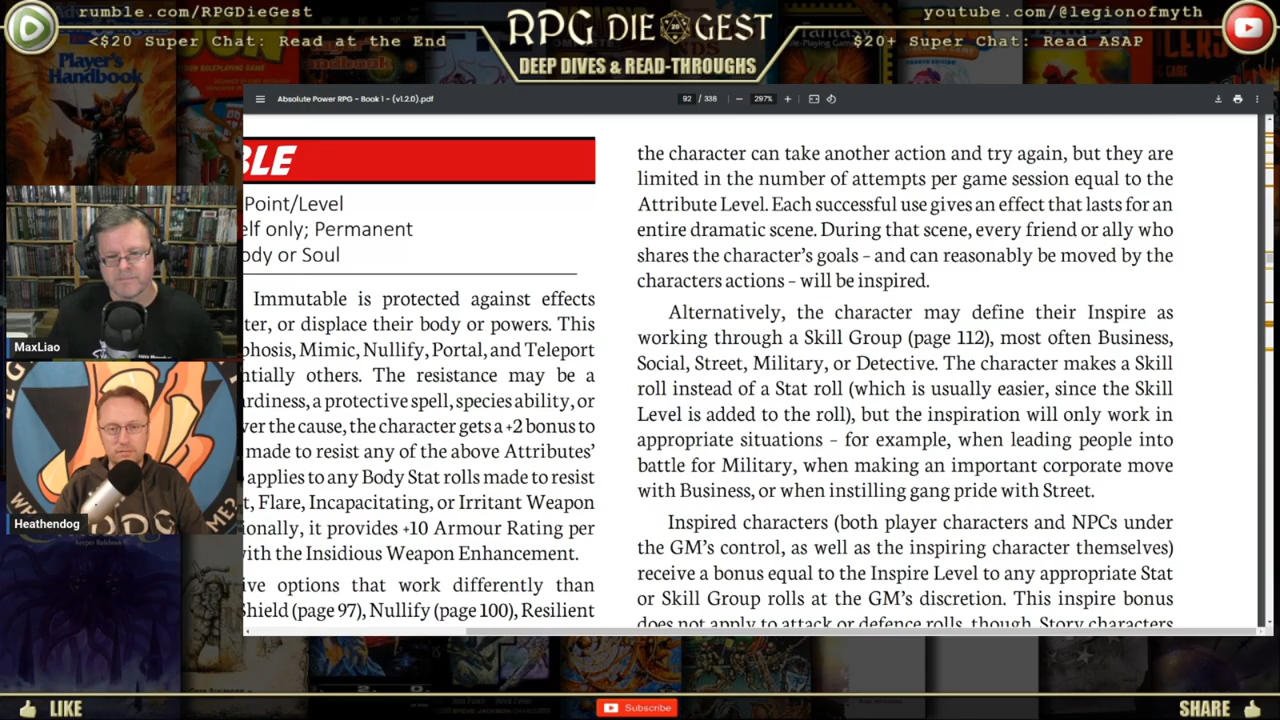 rumble.com/RPGDieGest
<$20 Super Chat: Read at the End
RPG DIE GEST
DEEP DIVES & READ-THROUGHS
youtube.com/@legionofmyth
$20+ Super Chat: Read ASAP
Player's
Handbook
Absolute Power RPG - Book 1 - (v1.2.0).pdf
92 / 338
297%
BLE
Point/Level
elf only; Permanent
ody or Soul
Immutable is protected against effects
ter, or displace their body or powers. This
phosis, Mimic, Nullify, Portal, and Teleport
ntially others. The resistance may be a
rdiness, a protective spell, species ability, or
ver the cause, the character gets a +2 bonus to
made to resist any of the above Attributes'
applies to any Body Stat rolls made to resist
t, Flare, Incapacitating, or Irritant Weapon
ionally, it provides +10 Armour Rating per
with the Insidious Weapon Enhancement.
ive options that work differently than
Shield (page 97), Nullify (page 100), Resilient
the character can take another action and try again, but they are
limited in the number of attempts per game session equal to the
Attribute Level. Each successful use gives an effect that lasts for an
entire dramatic scene. During that scene, every friend or ally who
shares the character's goals – and can reasonably be moved by the
characters actions – will be inspired.
Alternatively, the character may define their Inspire as
working through a Skill Group (page 112), most often Business,
Social, Street, Military, or Detective. The character makes a Skill
roll instead of a Stat roll (which is usually easier, since the Skill
Level is added to the roll), but the inspiration will only work in
appropriate situations – for example, when leading people into
battle for Military, when making an important corporate move
with Business, or when instilling gang pride with Street.
Inspired characters (both player characters and NPCs under
the GM's control, as well as the inspiring character themselves)
receive a bonus equal to the Inspire Level to any appropriate Stat
or Skill Group rolls at the GM's discretion. This inspire bonus
does not apply to attack or defence rolls, though. Story characters
MaxLiao
Heathendog
LIKE
Subscribe
SHARE